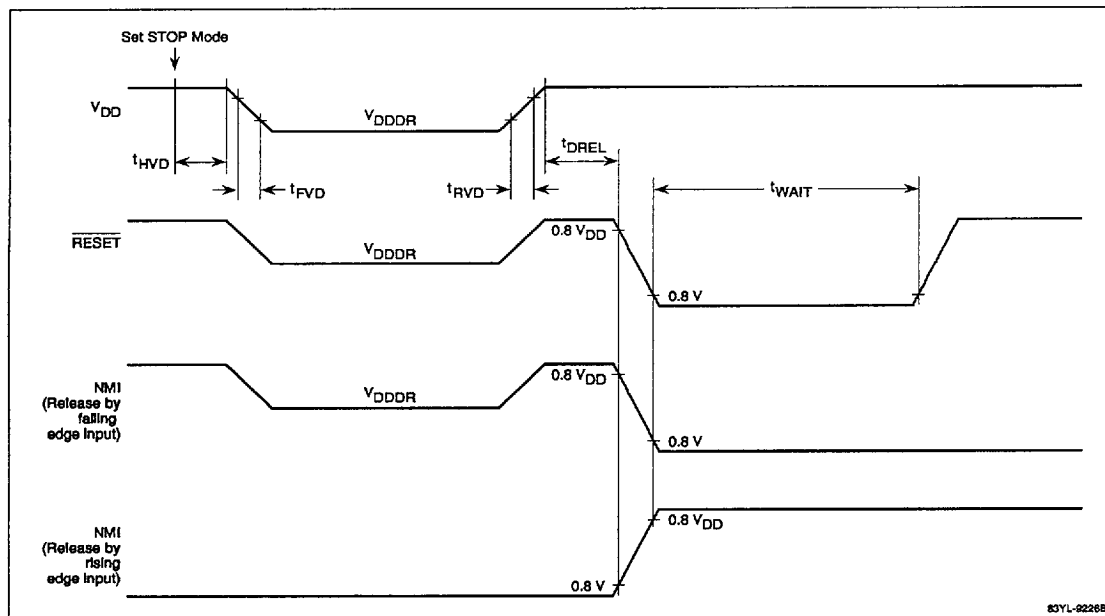 Set STOP Mode
VDD
VDDDR
tHVD
tFVD
tRVD
tDREL
tWAIT
RESET
VDDDR
0.8 VDD
0.8 V
NMI
(Release by
falling
edge input)
VDDDR
0.8 VDD
0.8 V
NMI
(Release by
rising
edge input)
0.8 V
0.8 VDD